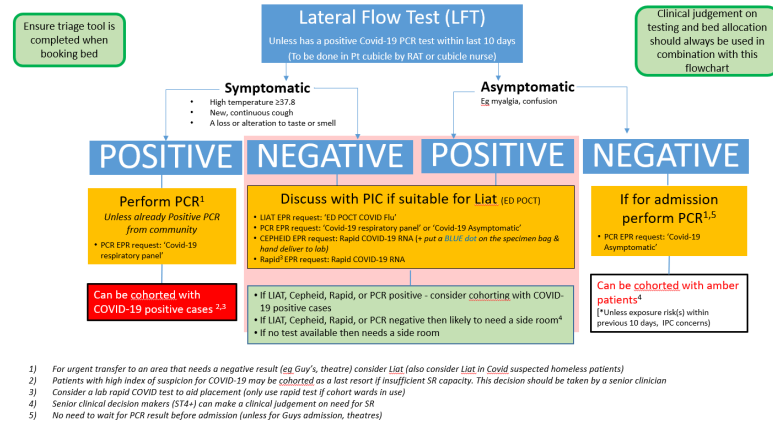 Ensure triage tool is
completed when
booking bed
Lateral Flow Test (LFT)
Unless has a positive Covid-19 PCR test within last 10 days
(To be done in Pt cubicle by RAT or cubicle nurse)
Clinical judgement on
testing and bed allocation
should always be used in
combination with this
flowchart
Symptomatic
• High temperature ≥37.8
• New, continuous cough
• A loss or alteration to taste or smell
Asymptomatic
Eg myalgia, confusion
POSITIVE
NEGATIVE
POSITIVE
NEGATIVE
Perform PCR¹
Unless already Positive PCR
from community
• PCR EPR request: 'Covid-19
respiratory panel'
Discuss with PIC if suitable for Liat (ED POCT)
• LIAT EPR request: 'ED POCT COVID Flu'
• PCR EPR request: 'Covid-19 respiratory panel' or 'Covid-19 Asymptomatic'
• CEPHEID EPR request: Rapid COVID-19 RNA (+ put a BLUE dot on the specimen bag &
hand deliver to lab)
• Rapid³ EPR request: Rapid COVID-19 RNA
If for admission
perform PCR¹,⁵
• PCR EPR request: 'Covid-19
Asymptomatic'
Can be cohorted with
COVID-19 positive cases ²,³
• If LIAT, Cepheid, Rapid, or PCR positive - consider cohorting with COVID-
19 positive cases
• If LIAT, Cepheid, Rapid, or PCR negative then likely to need a side room⁴
• If no test available then needs a side room
Can be cohorted with amber
patients⁴
[*Unless exposure risk(s) within
previous 10 days, IPC concerns)
1) For urgent transfer to an area that needs a negative result (eg Guy's, theatre) consider Liat (also consider Liat in Covid suspected homeless patients)
2) Patients with high index of suspicion for COVID-19 may be cohorted as a last resort if insufficient SR capacity. This decision should be taken by a senior clinician
3) Consider a lab rapid COVID test to aid placement (only use rapid test if cohort wards in use)
4) Senior clinical decision makers (ST4+) can make a clinical judgement on need for SR
5) No need to wait for PCR result before admission (unless for Guys admission, theatres)